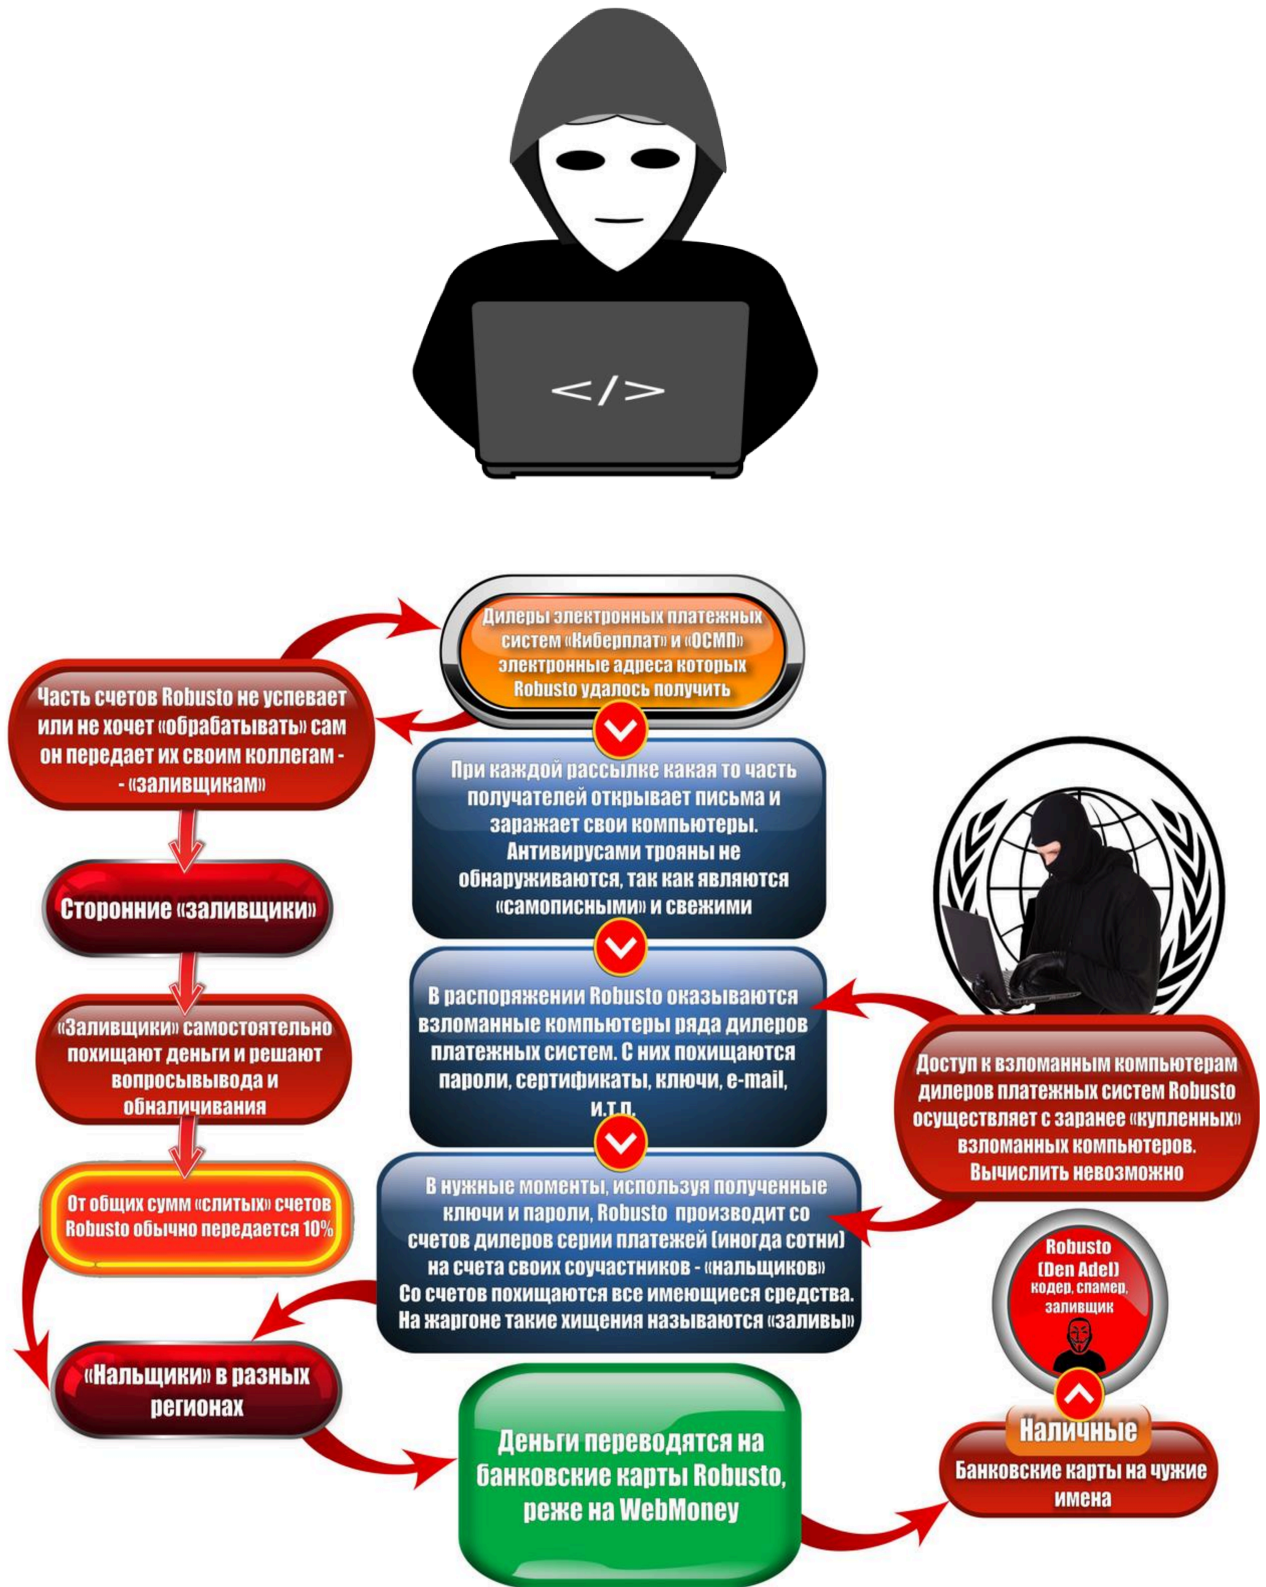 </>
Дилеры электронных платежных
систем «Киберплат» и «ОСМП»
электронные адреса которых
Robusto удалось получить
Часть счетов Robusto не успевает
или не хочет «обрабатывать» сам
он передает их своим коллегам -
- «заливщикам»
Сторонние «заливщики»
«Заливщики» самостоятельно
похищают деньги и решают
вопросывывода и
обналичивания
От общих сумм «слитых» счетов
Robusto обычно передается 10%
«Нальщики» в разных
регионах
При каждой рассылке какая то часть
получателей открывает письма и
заражает свои компьютеры.
Антивирусами трояны не
обнаруживаются, так как являются
«самописными» и свежими
В распоряжении Robusto оказываются
взломанные компьютеры ряда дилеров
платежных систем. С них похищаются
пароли, сертификаты, ключи, e-mail,
и.т.п.
В нужные моменты, используя полученные
ключи и пароли, Robusto производит со
счетов дилеров серии платежей (иногда сотни)
на счета своих соучастников - «нальщиков»
Со счетов похищаются все имеющиеся средства.
На жаргоне такие хищения называются «заливы»
Доступ к взломанным компьютерам
дилеров платежных систем Robusto
осуществляет с заранее «купленных»
взломанных компьютеров.
Вычислить невозможно
Деньги переводятся на
банковские карты Robusto,
реже на WebMoney
Robusto
(Den Adel)
кодер, спамер,
заливщик
Наличные
Банковские карты на чужие
имена